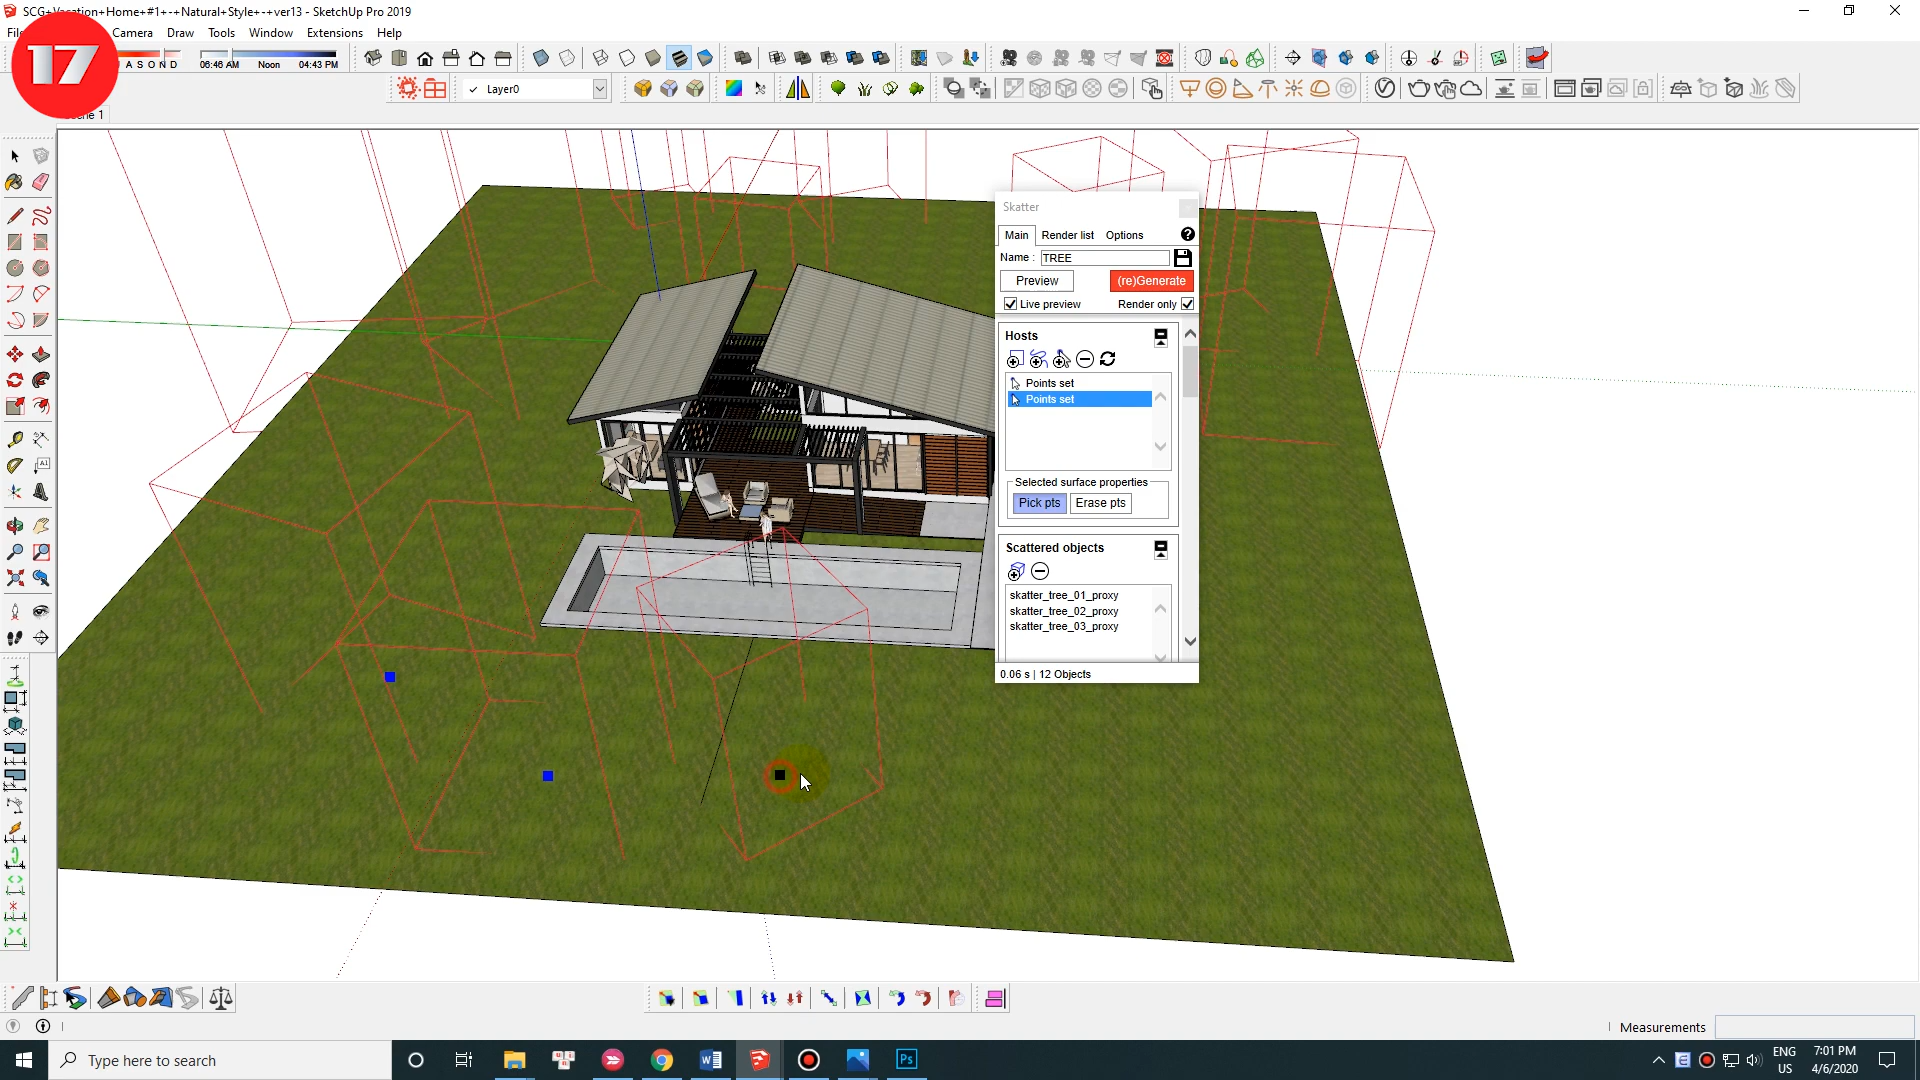 SCG+Vacation+Home+#1+-+Natural+Style+-+ver13 - SketchUp Pro 2019
Camera Draw Tools Window Extensions Help
17
A S O N D
06:46 AM Noon 04:43 PM
Layer0
Skatter
Main Render list Options
Name : TREE
Preview (re)Generate
Live preview Render only
Hosts
Points set
Points set
Selected surface properties
Pick pts Erase pts
Scattered objects
skatter_tree_01_proxy
skatter_tree_02_proxy
skatter_tree_03_proxy
0.06 s | 12 Objects
Measurements
Type here to search
Ps
ENG
US
7:01 PM
4/6/2020